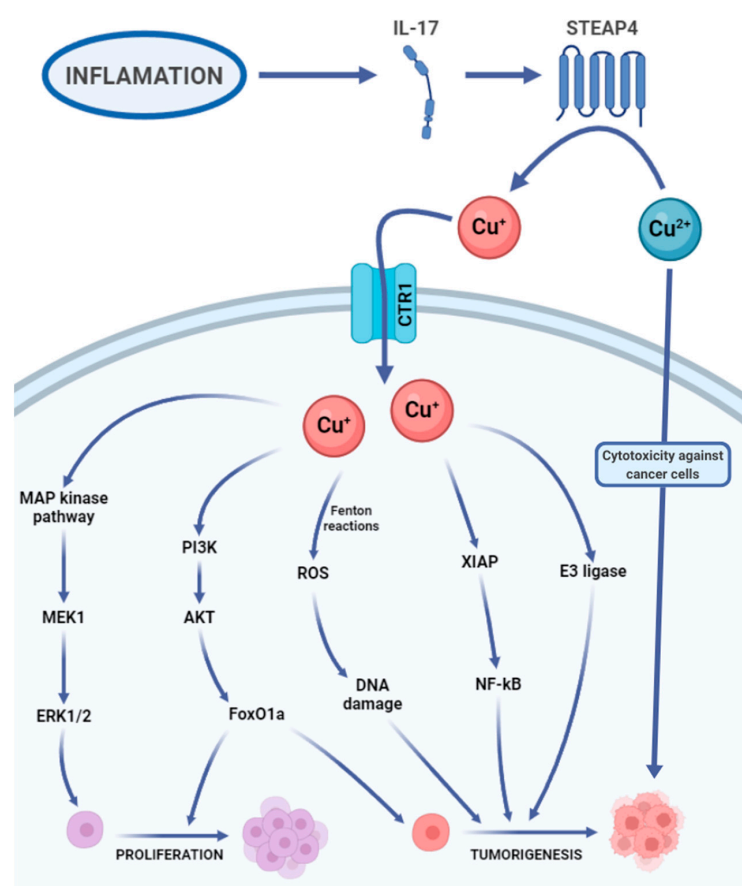 IL-17
STEAP4
INFLAMATION
Cu⁺
Cu²⁺
CTR1
Cu⁺
Cu⁺
Cytotoxicity against
cancer cells
MAP kinase
pathway
Fenton
reactions
PI3K
ROS
XIAP
E3 ligase
MEK1
AKT
DNA
damage
NF-kB
ERK1/2
FoxO1a
PROLIFERATION
TUMORIGENESIS